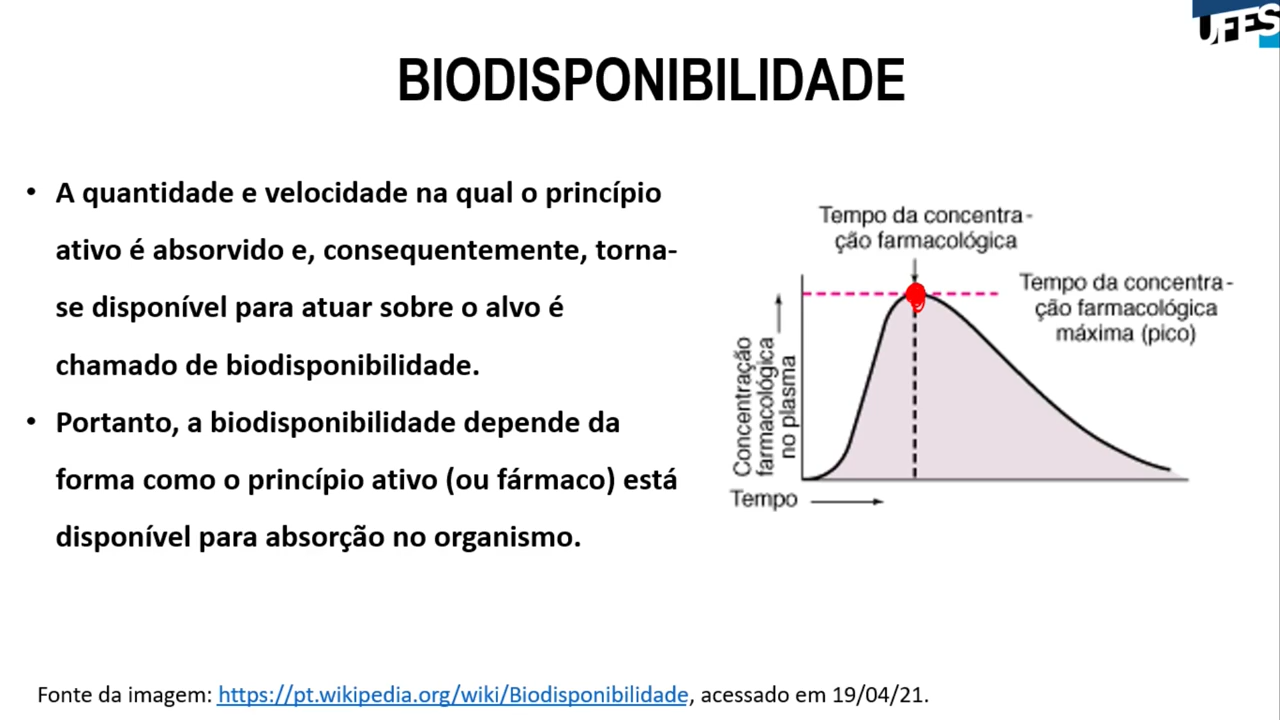 UFES
BIODISPONIBILIDADE
• A quantidade e velocidade na qual o princípio
ativo é absorvido e, consequentemente, torna-
se disponível para atuar sobre o alvo é
chamado de biodisponibilidade.
• Portanto, a biodisponibilidade depende da
forma como o princípio ativo (ou fármaco) está
disponível para absorção no organismo.
Tempo da concentra-
ção farmacológica
Tempo da concentra-
ção farmacológica
máxima (pico)
Concentração
farmacológica
no plasma
Tempo
Fonte da imagem: https://pt.wikipedia.org/wiki/Biodisponibilidade, acessado em 19/04/21.